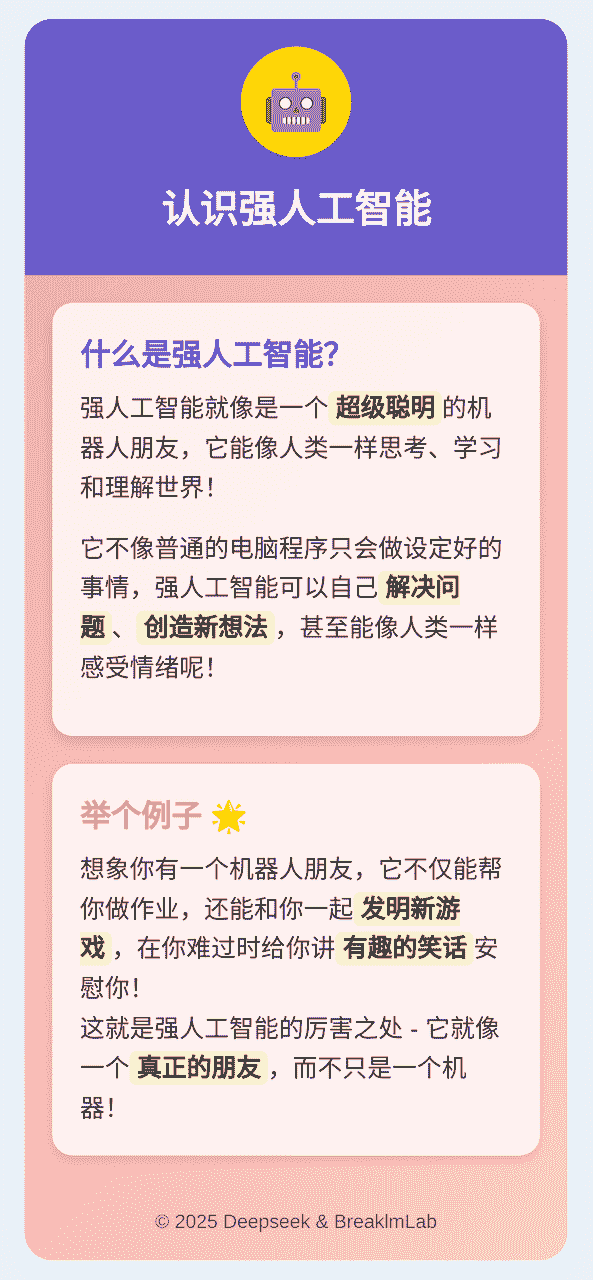 认识强人工智能
什么是强人工智能?
强人工智能就像是一个 超级聪明 的机
器人朋友，它能像人类一样思考、学习
和理解世界！
它不像普通的电脑程序只会做设定好的
事情，强人工智能可以自己 解决问
题 、 创造新想法 ，甚至能像人类一样
感受情绪呢！
举个例子 🌟
想象你有一个机器人朋友，它不仅能帮
你做作业，还能和你一起 发明新游
戏 ，在你难过时给你讲 有趣的笑话 安
慰你！
这就是强人工智能的厉害之处 - 它就像
一个 真正的朋友 ，而不只是一个机
器！
© 2025 Deepseek & BreaklmLab